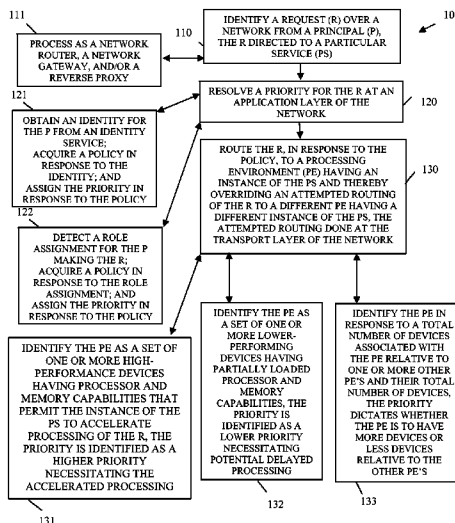 IDENTIFY A REQUEST (R) OVER A
NETWORK FROM A PRINCIPAL (P),
THE R DIRECTED TO A PARTICULAR
SERVICE (PS)
10
111
110
PROCESS AS A NETWORK
ROUTER, A NETWORK
GATEWAY, AND/OR A
REVERSE PROXY
121
RESOLVE A PRIORITY FOR THE R AT AN
APPLICATION LAYER OF THE
NETWORK
120
OBTAIN AN IDENTITY FOR
THE P FROM AN IDENTITY
SERVICE;
ACQUIRE A POLICY IN
RESPONSE TO THE
IDENTITY; AND
ASSIGN THE PRIORITY IN
RESPONSE TO THE POLICY
122
ROUTE THE R, IN RESPONSE TO THE
POLICY, TO A PROCESSING
ENVIRONMENT (PE) HAVING AN
INSTANCE OF THE PS AND THEREBY
OVERRIDING AN ATTEMPTED ROUTING
OF THE R TO A DIFFERENT PE HAVING A
DIFFERENT INSTANCE OF THE PS, THE
ATTEMPTED ROUTING DONE AT THE
TRANSPORT LAYER OF THE NETWORK
130
DETECT A ROLE
ASSIGNMENT FOR THE P
MAKING THE R;
ACQUIRE A POLICY IN
RESPONSE TO THE ROLE
ASSIGNMENT; AND
ASSIGN THE PRIORITY IN
RESPONSE TO THE POLICY
IDENTIFY THE PE AS A SET OF
ONE OR MORE HIGH-
PERFORMANCE DEVICES
HAVING PROCESSOR AND
MEMORY CAPABILITIES THAT
PERMIT THE INSTANCE OF THE
PS TO ACCELERATE
PROCESSING OF THE R, THE
PRIORITY IS IDENTIFIED AS A
HIGHER PRIORITY
NECESSITATING THE
ACCELERATED PROCESSING
131
IDENTIFY THE PE AS A
SET OF ONE OR
MORE LOWER-
PERFORMING
DEVICES HAVING
PARTIALLY LOADED
PROCESSOR AND
MEMORY
CAPABILITIES, THE
PRIORITY IS
IDENTIFIED AS A
LOWER PRIORITY
NECESSITATING
POTENTIAL DELAYED
PROCESSING
132
IDENTIFY THE PE IN
RESPONSE TO A TOTAL
NUMBER OF DEVICES
ASSOCIATED WITH
THE PE RELATIVE TO
ONE OR MORE OTHER
PE'S AND THEIR TOTAL
NUMBER OF DEVICES,
THE PRIORITY
DICTATES WHETHER
THE PE IS TO HAVE
MORE DEVICES OR
LESS DEVICES
RELATIVE TO THE
OTHER PE'S
133